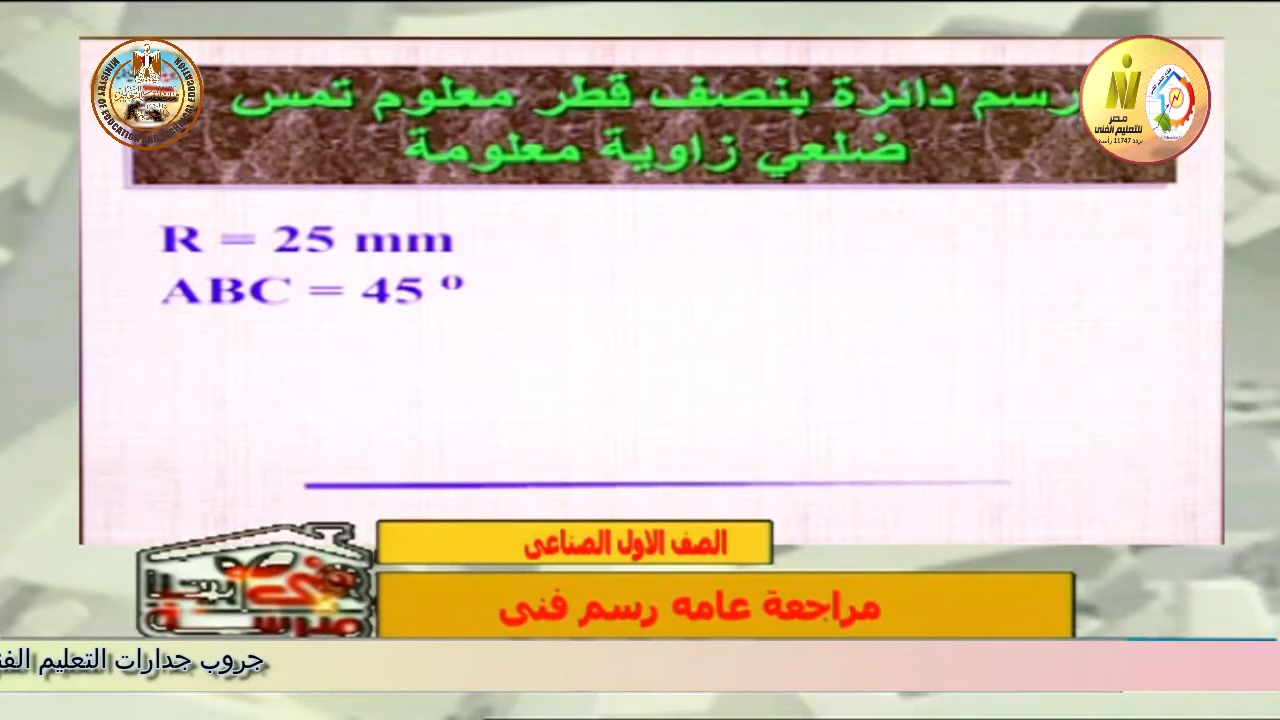 رسم دائرة بنصف قطر معلوم تمس
ضلعي زاوية معلومة
مصر
للتعليم الفنى
R = 25 mm
ABC = 45 º
الصف الاول الصناعى
مراجعة عامه رسم فنى
جروب جدارات التعليم الف